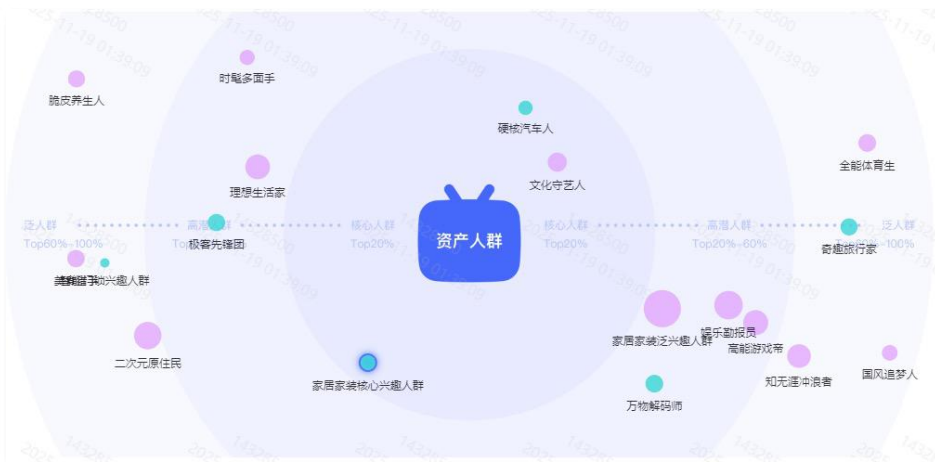 时髦多面手
脆皮养生人
硬核汽车人
全能体育生
文化守艺人
理想生活家
泛人群
高潜人群
核心人群
核心人群
高潜人群
泛人群
Top60%-100%
极客先锋团
Top20%
资产人群
Top20%
Top20%-60%
奇趣旅行家
兴趣人群
娱乐勘报员
家居家装泛兴趣人群
高能游戏帝
二次元原住民
国风追梦人
知无涯冲浪者
家居家装核心兴趣人群
万物解码师